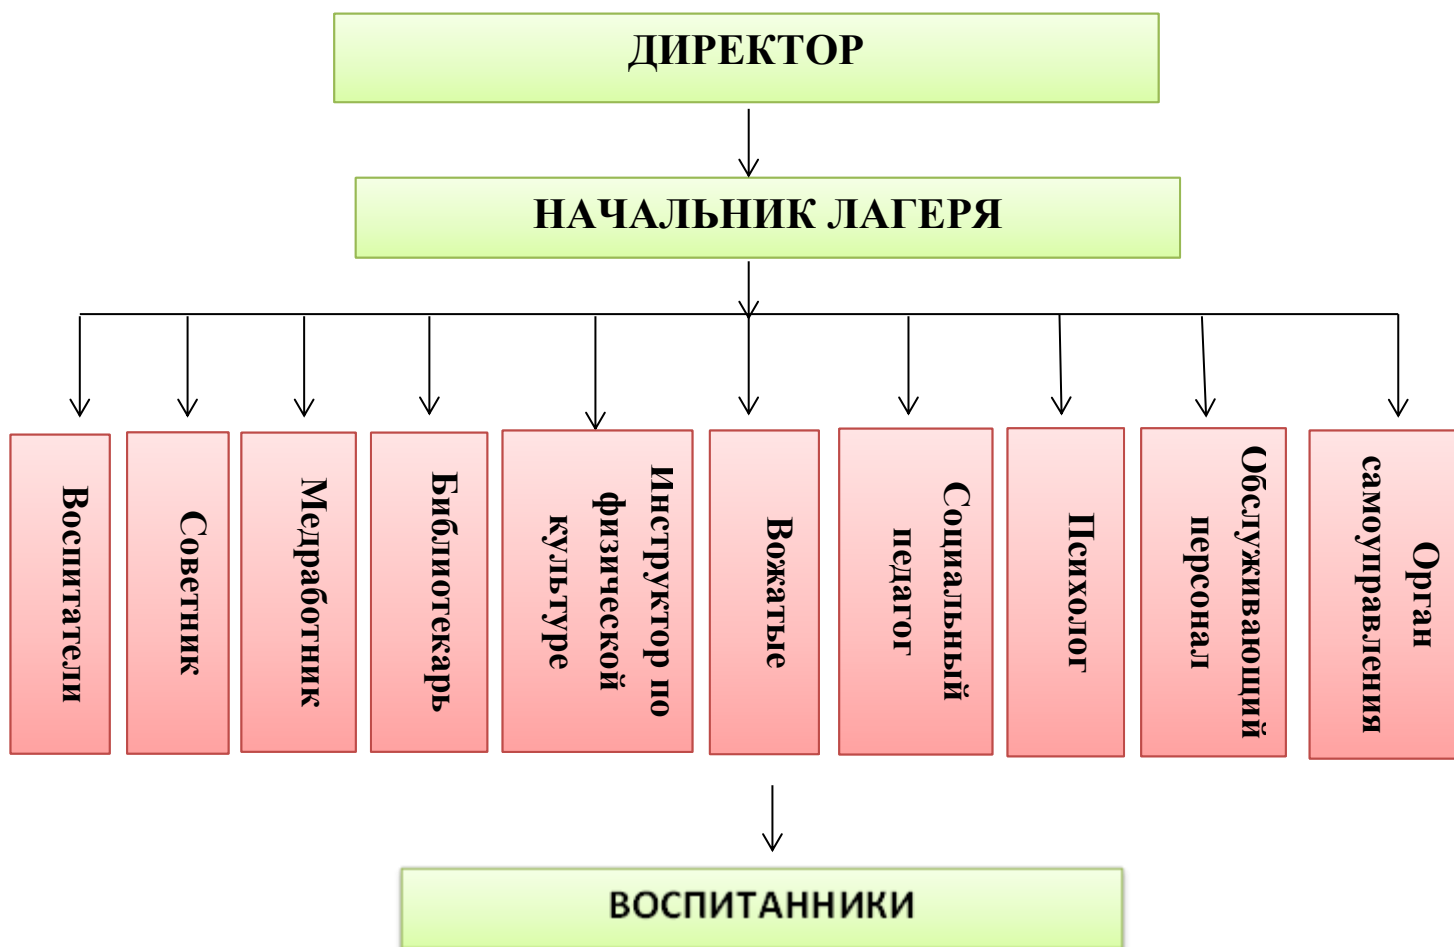 ДИРЕКТОР
НАЧАЛЬНИК ЛАГЕРЯ
Воспитатели
Советник
Медработник
Библиотекарь
Инструктор по
физической
культуре
Вожатые
Социальный
педагог
Психолог
Обслуживающий
персонал
Орган
самоуправления
ВОСПИТАННИКИ